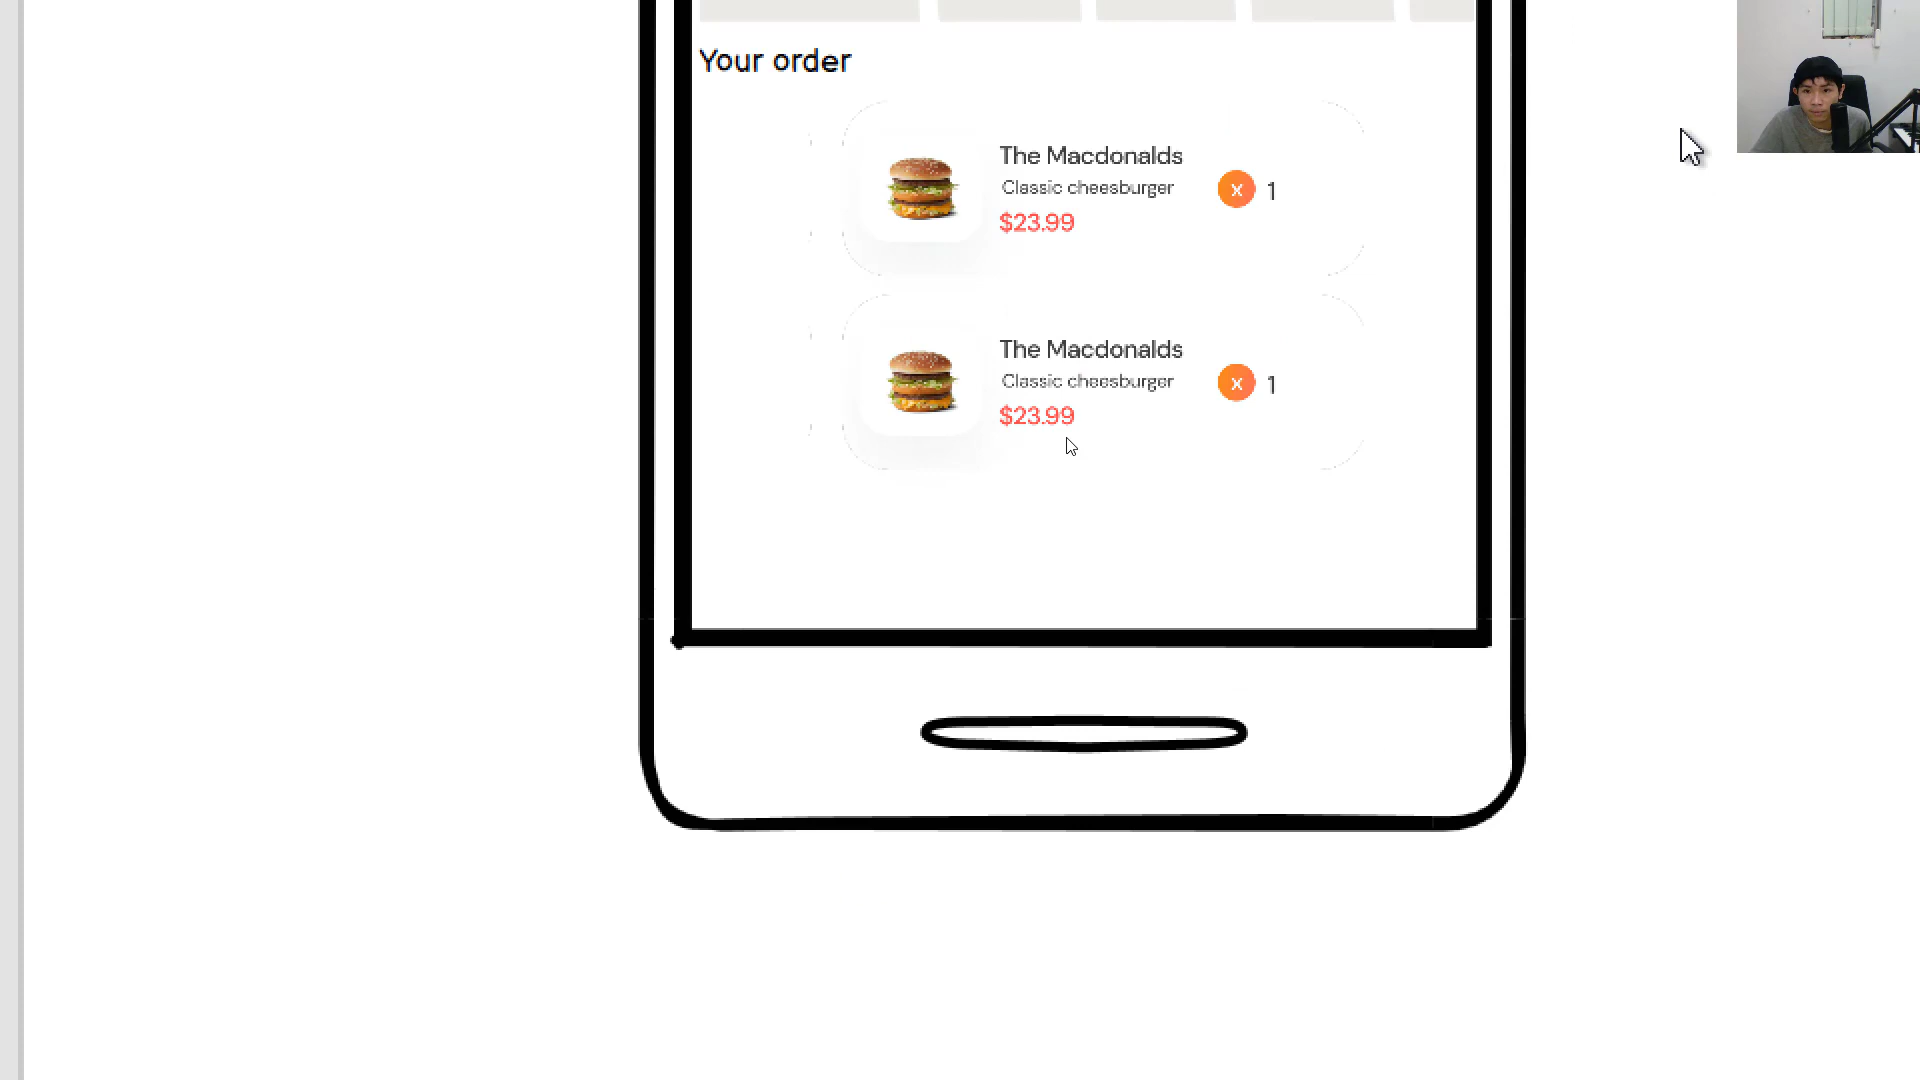 Your order
The Macdonalds
Classic cheesburger
x 1
$23.99
The Macdonalds
Classic cheesburger
x 1
$23.99